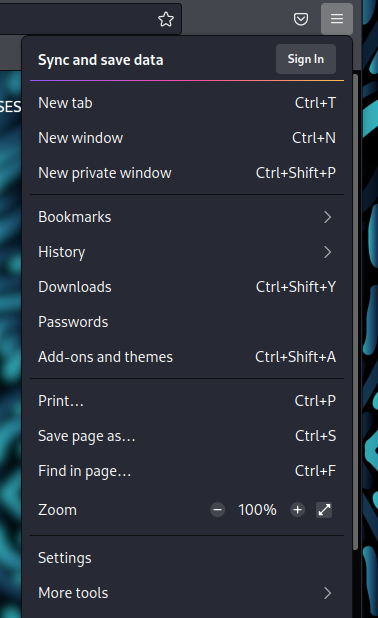 Sync and save data Sign In
SES
New tab Ctrl+T
New window Ctrl+N
New private window Ctrl+Shift+P
Bookmarks
History
Downloads Ctrl+Shift+Y
Passwords
Add-ons and themes Ctrl+Shift+A
Print… Ctrl+P
Save page as… Ctrl+S
Find in page… Ctrl+F
Zoom − 100% +
Settings
More tools